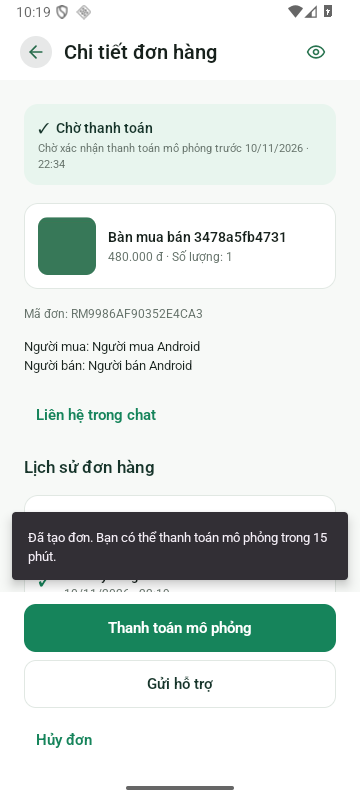 10:19
Chi tiết đơn hàng
✓ Chờ thanh toán
Chờ xác nhận thanh toán mô phỏng trước 10/11/2026 ·
22:34
Bàn mua bán 3478a5fb4731
480.000 đ · Số lượng: 1
Mã đơn: RM9986AF90352E4CA3
Người mua: Người mua Android
Người bán: Người bán Android
Liên hệ trong chat
Lịch sử đơn hàng
Đã tạo đơn. Bạn có thể thanh toán mô phỏng trong 15
phút.
Thanh toán mô phỏng
Gửi hỗ trợ
Hủy đơn